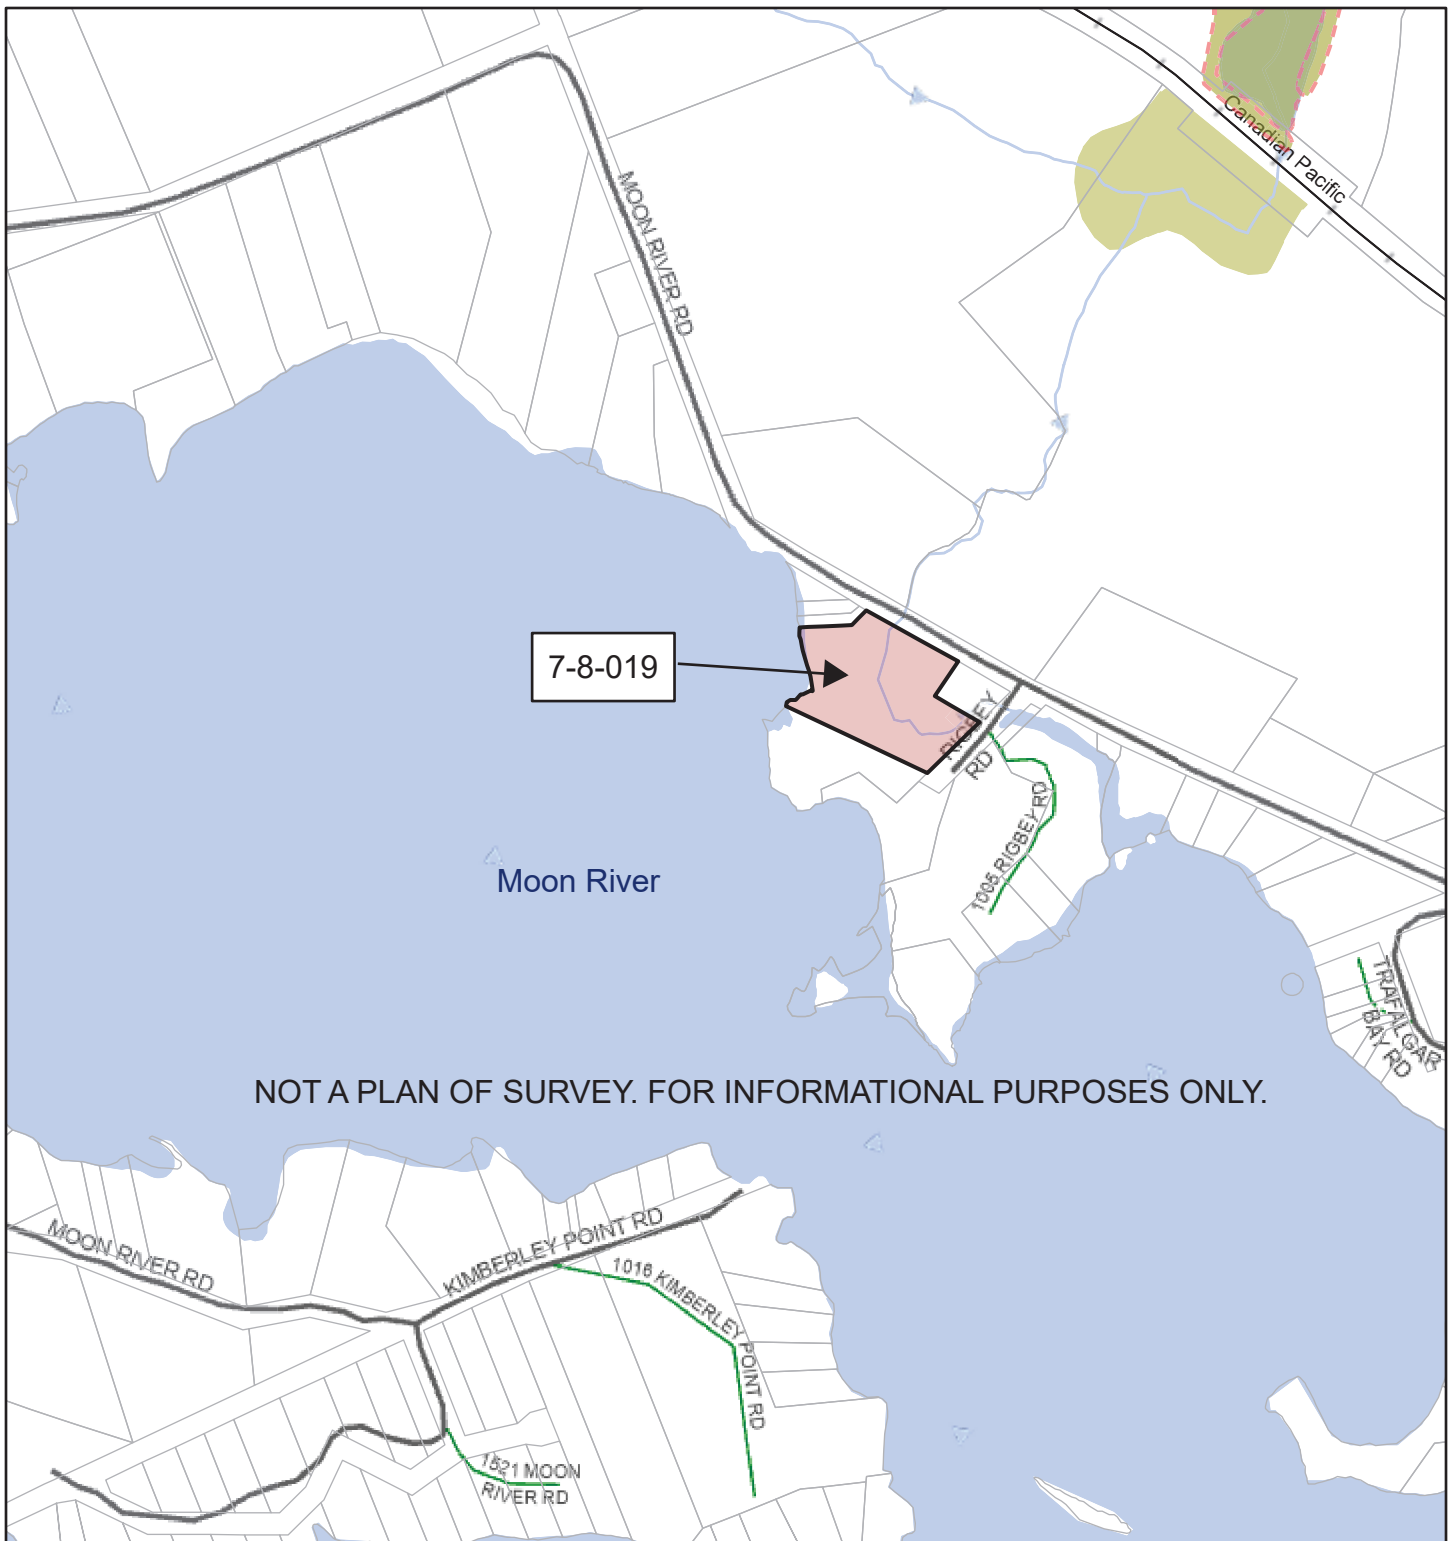 Canadian Pacific
MOON RIVER RD
7-8-019
RIGBEY
RD
1005 RIGBEY RD
Moon River
TRAFALGAR
BAY RD
NOT A PLAN OF SURVEY. FOR INFORMATIONAL PURPOSES ONLY.
MOON RIVER RD
KIMBERLEY POINT RD
1016 KIMBERLEY POINT RD
1521 MOON
RIVER RD